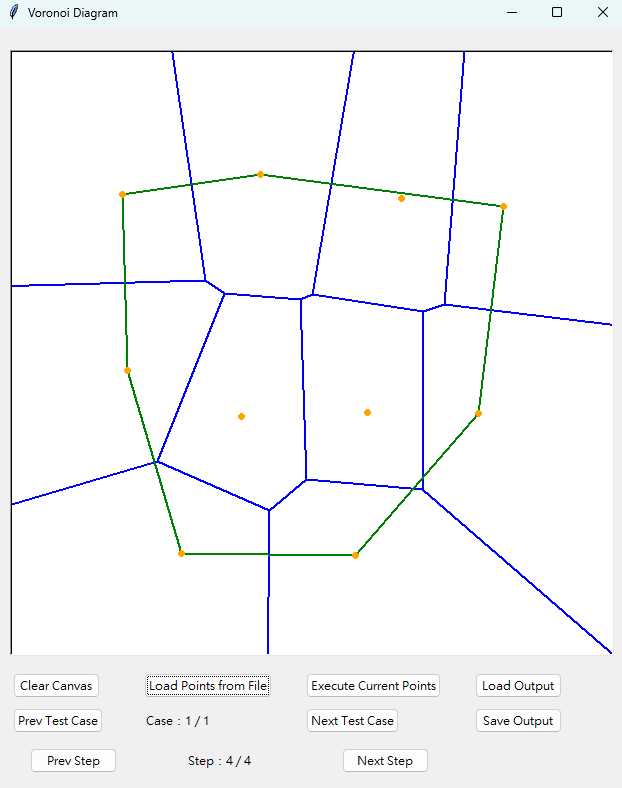 Voronoi Diagram
Clear Canvas Load Points from File Execute Current Points Load Output
Prev Test Case Case : 1 / 1 Next Test Case Save Output
Prev Step Step : 4 / 4 Next Step